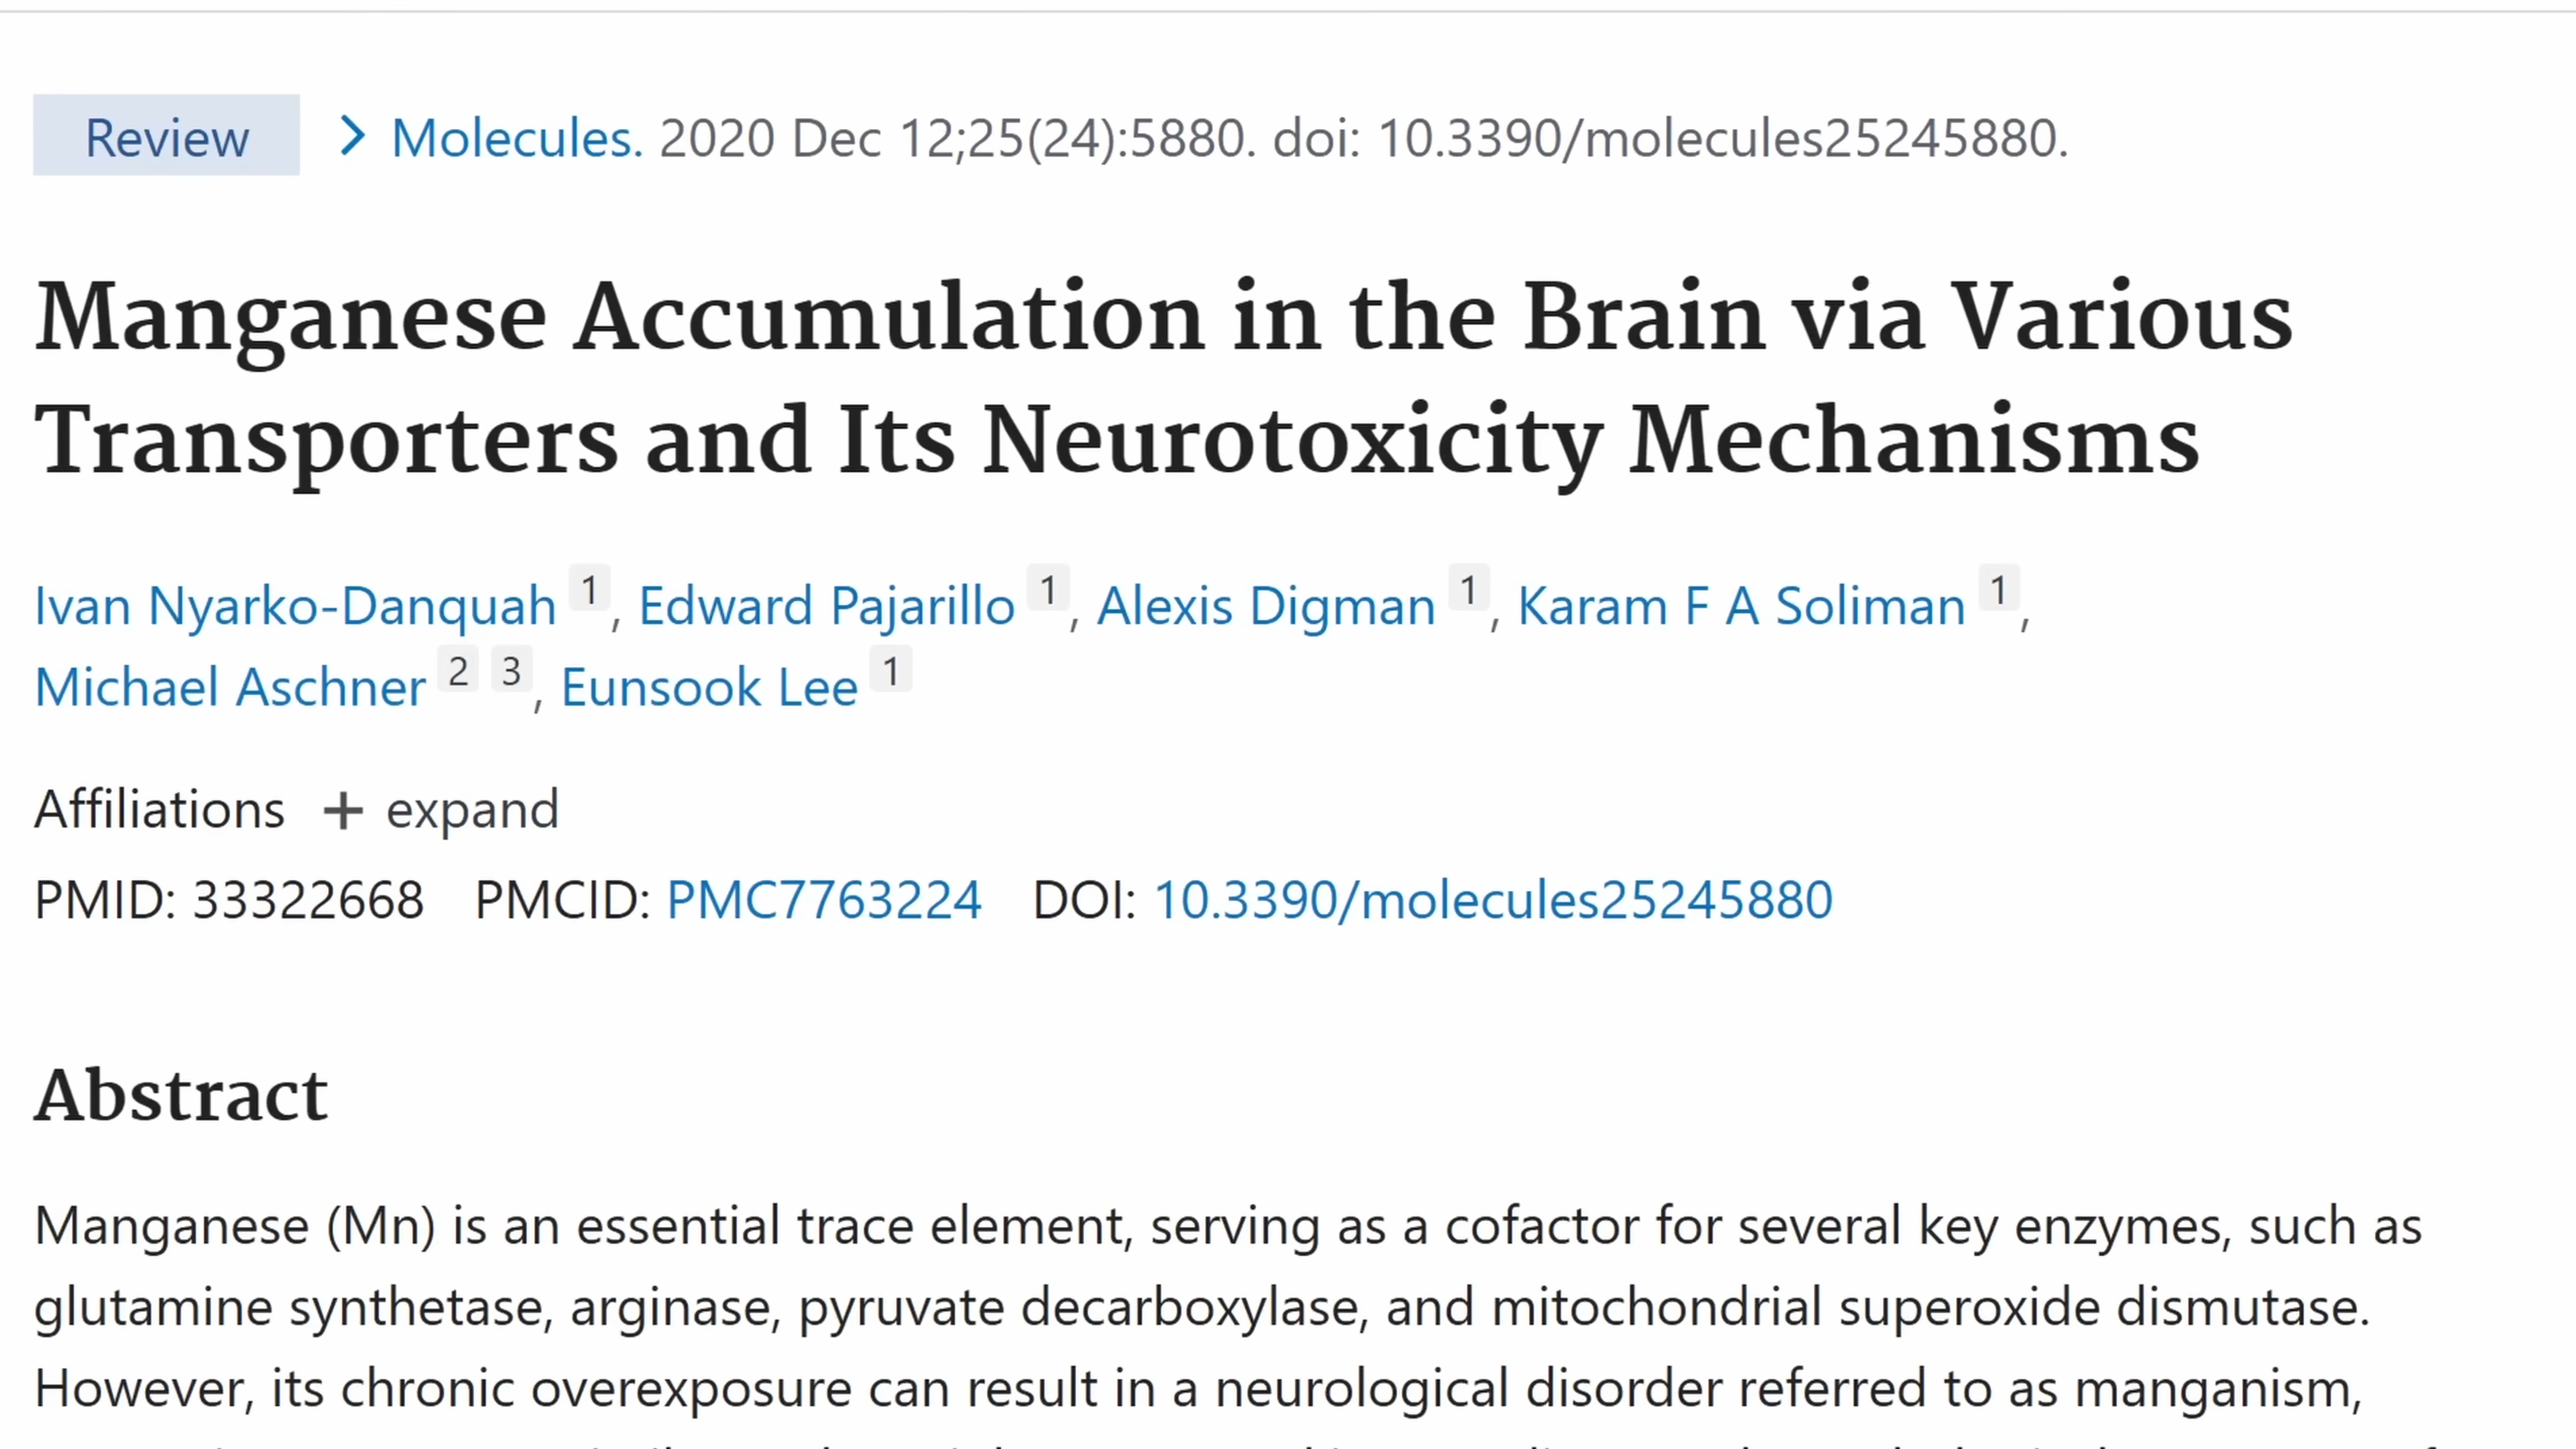 Review > Molecules. 2020 Dec 12;25(24):5880. doi: 10.3390/molecules25245880.
Manganese Accumulation in the Brain via Various
Transporters and Its Neurotoxicity Mechanisms
Ivan Nyarko-Danquah 1, Edward Pajarillo 1, Alexis Digman 1, Karam F A Soliman 1,
Michael Aschner 2 3, Eunsook Lee 1
Affiliations + expand
PMID: 33322668 PMCID: PMC7763224 DOI: 10.3390/molecules25245880
Abstract
Manganese (Mn) is an essential trace element, serving as a cofactor for several key enzymes, such as
glutamine synthetase, arginase, pyruvate decarboxylase, and mitochondrial superoxide dismutase.
However, its chronic overexposure can result in a neurological disorder referred to as manganism,